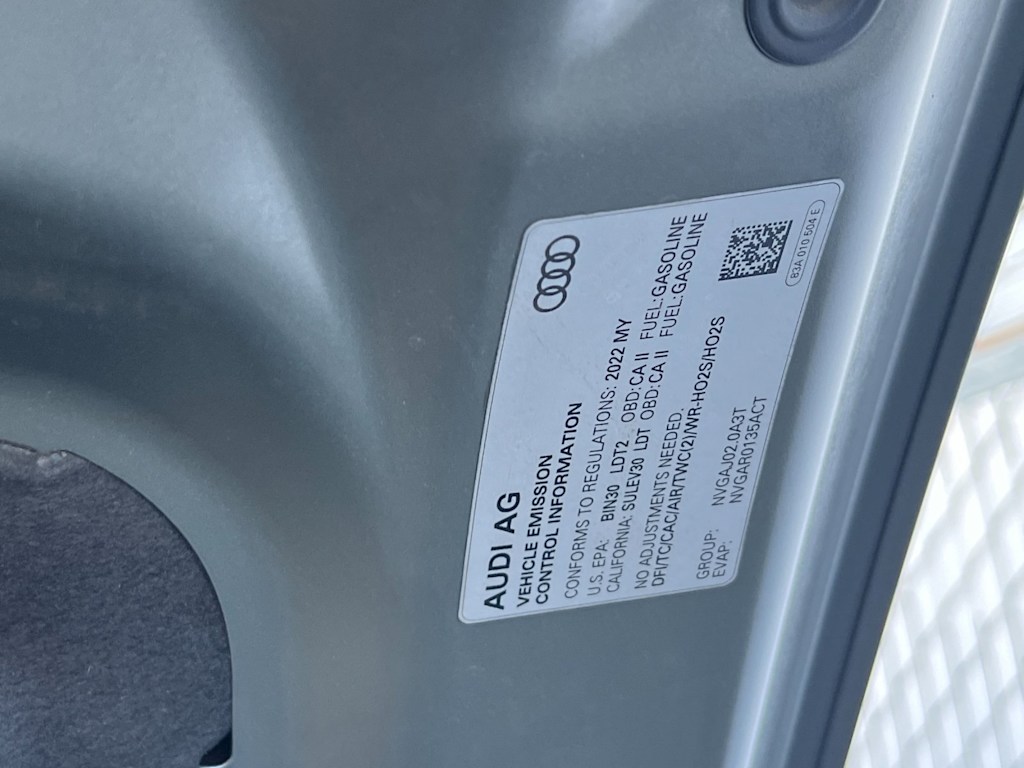 AUDI AG
VEHICLE EMISSION
CONTROL INFORMATION
CONFORMS TO REGULATIONS: 2022 MY
U.S. EPA: BIN30 LDT2 OBD:CA II FUEL:GASOLINE
CALIFORNIA: SULEV30 LDT OBD:CA II FUEL:GASOLINE
NO ADJUSTMENTS NEEDED.
DFI/TC/CAC/AIR/TWC(2)/WR-HO2S/HO2S
GROUP: NVGAJ02.0A3T
EVAP: NVGAR0135ACT
83A 010 504 E